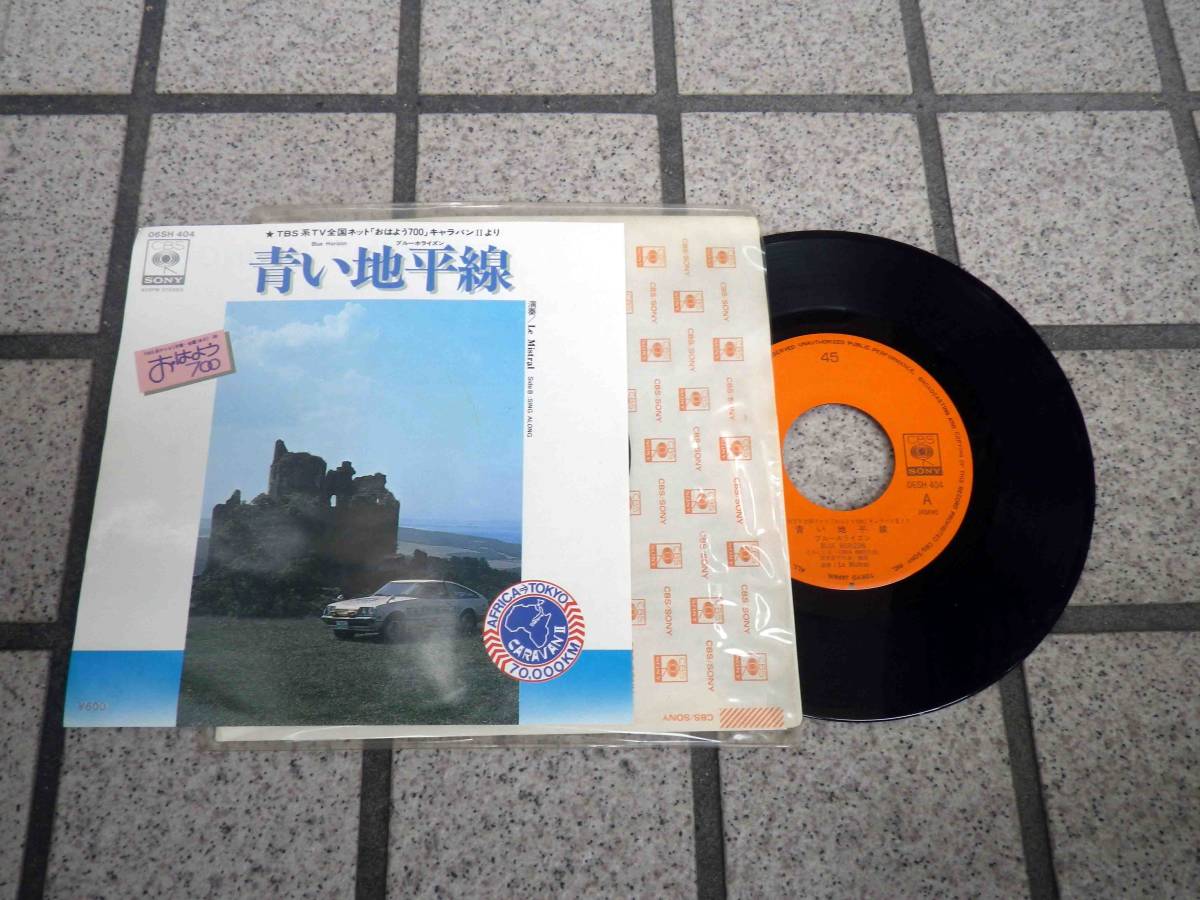 06SH 404
CBS
SONY
★TBS系TV全国ネット「おはよう700」キャラバンIIより
Blue Horizon
ブルーホライズン
青い地平線
演奏/Le Mistral
Side B: SING ALONG
おはよう
700
AFRICA⇒TOKYO
CARAVAN II
70.000KM
¥600
CBS/SONY
45
CBS
SONY
06SH 404
A
青い地平線
ブルーホライズン
BLUE HORIZON
演奏：Le Mistral